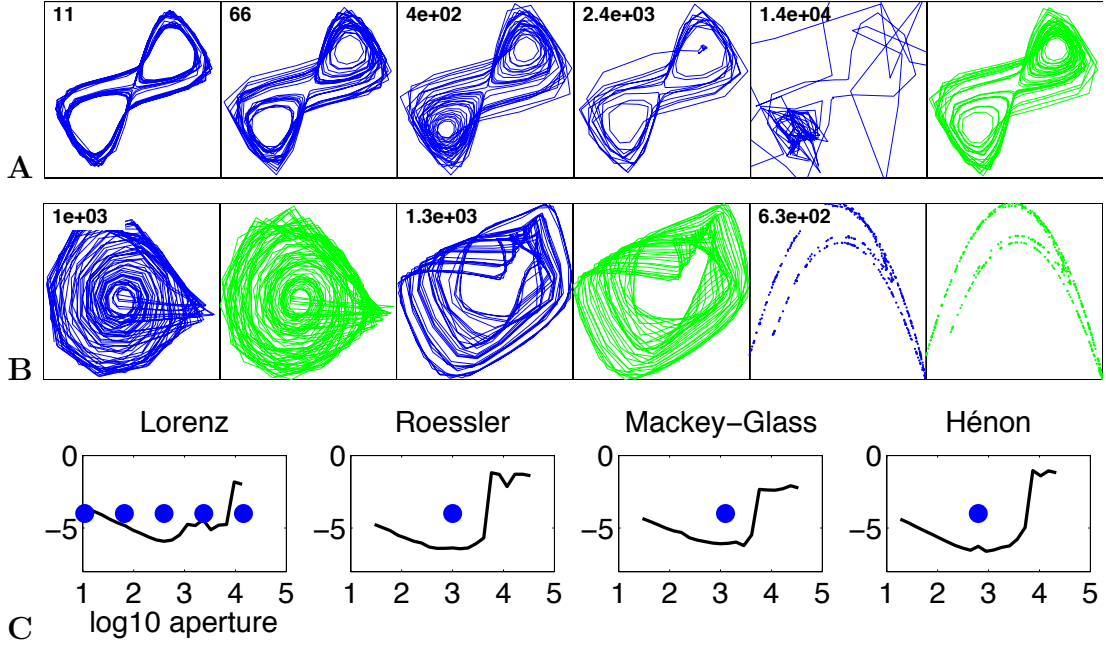 11 66 4e+02 2.4e+03 1.4e+04
A
1e+03 1.3e+03 6.3e+02
B
Lorenz Roessler Mackey–Glass Hénon
0 0 0 0
−5 −5 −5 −5
1 2 3 4 5 1 2 3 4 5 1 2 3 4 5 1 2 3 4 5
log10 aperture
C